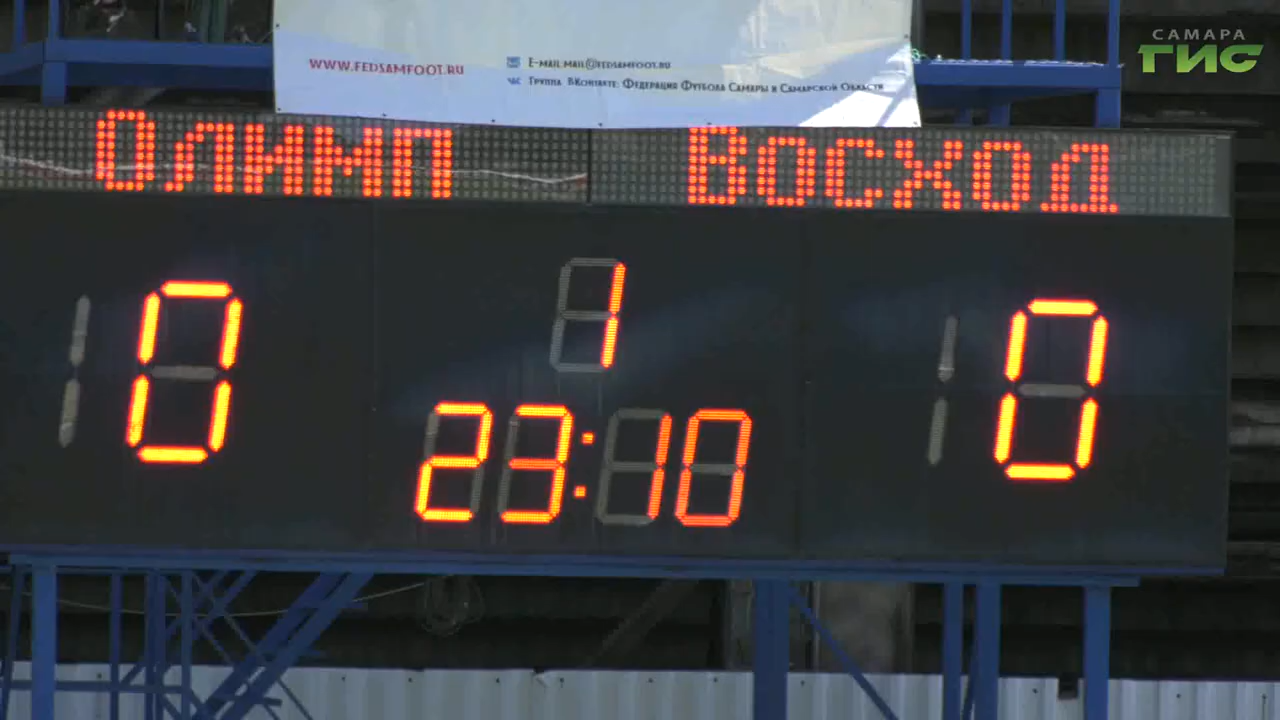 САМАРА
ГИС
WWW.FEDSAMFOOT.RU
E-MAIL MAIL@FEDSAMFOOT.RU
ГРУППА ВКОНТАКТЕ: ФЕДЕРАЦИЯ ФУТБОЛА САМАРЫ И САМАРСКОЙ ОБЛАСТИ
ОЛИМП ВОСХОД
1
0 0
23:10